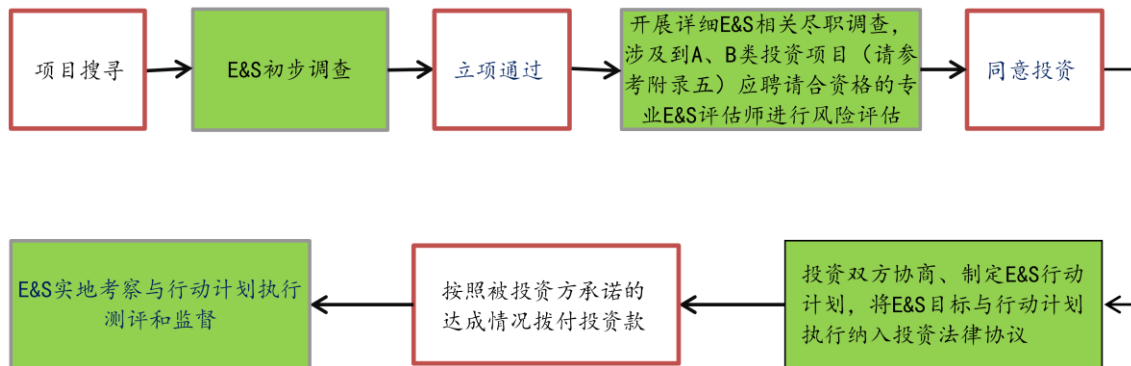 项目搜寻
E&S初步调查
立项通过
开展详细E&S相关尽职调查，
涉及到A、B类投资项目（请参
考附录五）应聘请合资格的专
业E&S评估师进行风险评估
同意投资
E&S实地考察与行动计划执行
测评和监督
按照被投资方承诺的
达成情况拨付投资款
投资双方协商、制定E&S行动
计划，将E&S目标与行动计划
执行纳入投资法律协议